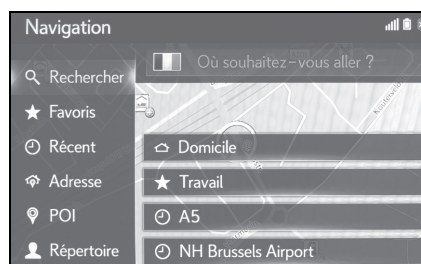 Navigation
Où souhaitez-vous aller ?
Rechercher
Favoris
Récent
Adresse
POI
Répertoire
Domicile
Travail
A5
NH Brussels Airport